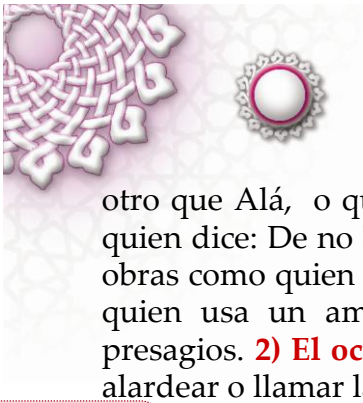 otro que Alá, o qu
quien dice: De no
obras como quien
quien usa un am
presagios. 2) El oc
alardear o llamar l